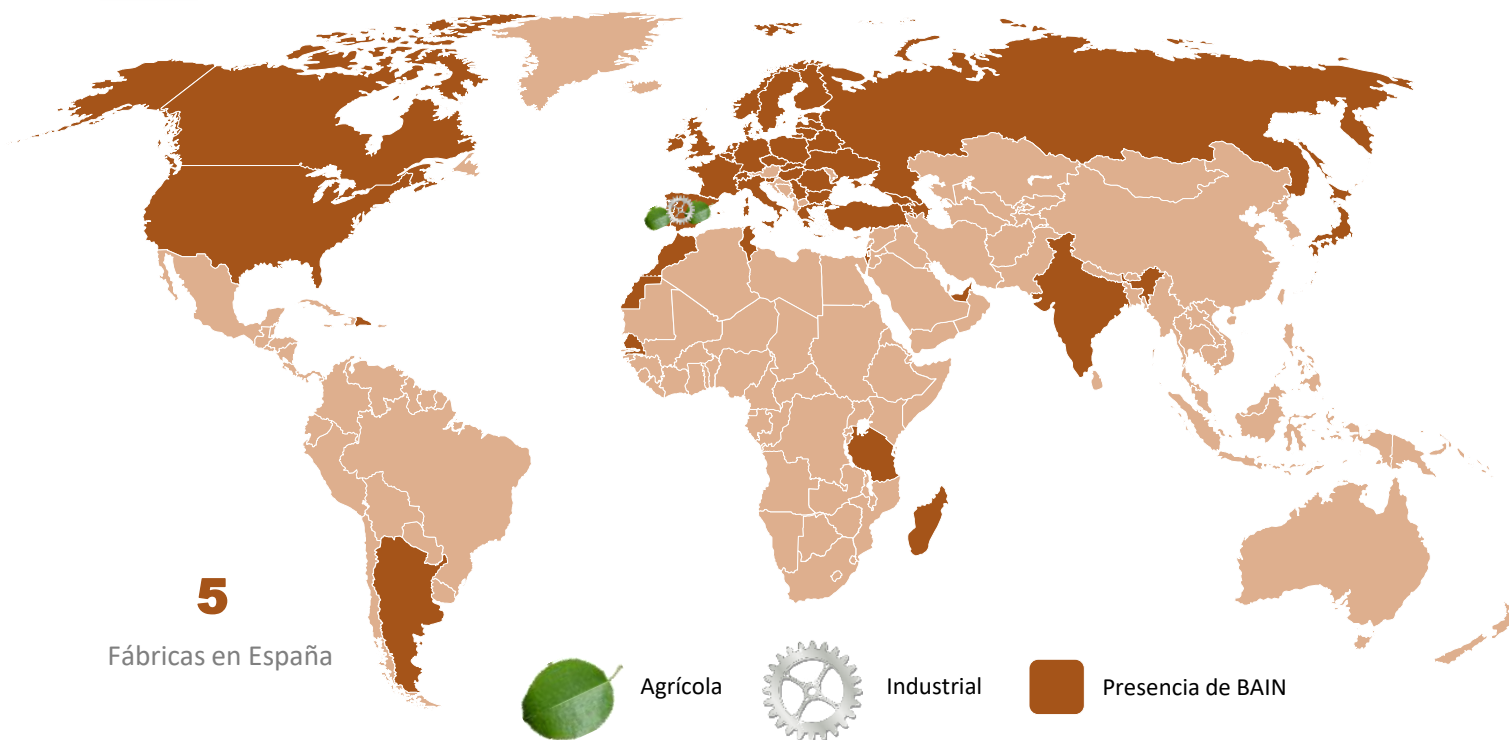 5
Fábricas en España
Agrícola
Industrial
Presencia de BAIN